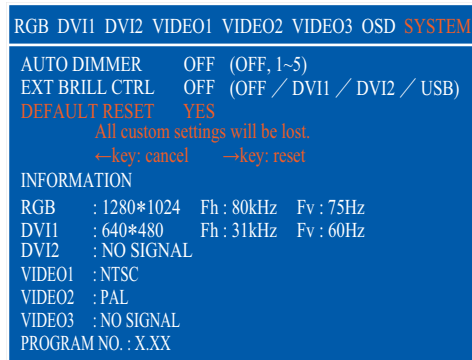 RGB DVI1 DVI2 VIDEO1 VIDEO2 VIDEO3 OSD SYSTEM
AUTO DIMMER OFF (OFF, 1~5)
EXT BRILL CTRL OFF (OFF／DVI1／DVI2／USB)
DEFAULT RESET YES
All custom settings will be lost.
←key: cancel →key: reset
INFORMATION
RGB : 1280*1024 Fh : 80kHz Fv : 75Hz
DVI1 : 640*480 Fh : 31kHz Fv : 60Hz
DVI2 : NO SIGNAL
VIDEO1 : NTSC
VIDEO2 : PAL
VIDEO3 : NO SIGNAL
PROGRAM NO. : X.XX